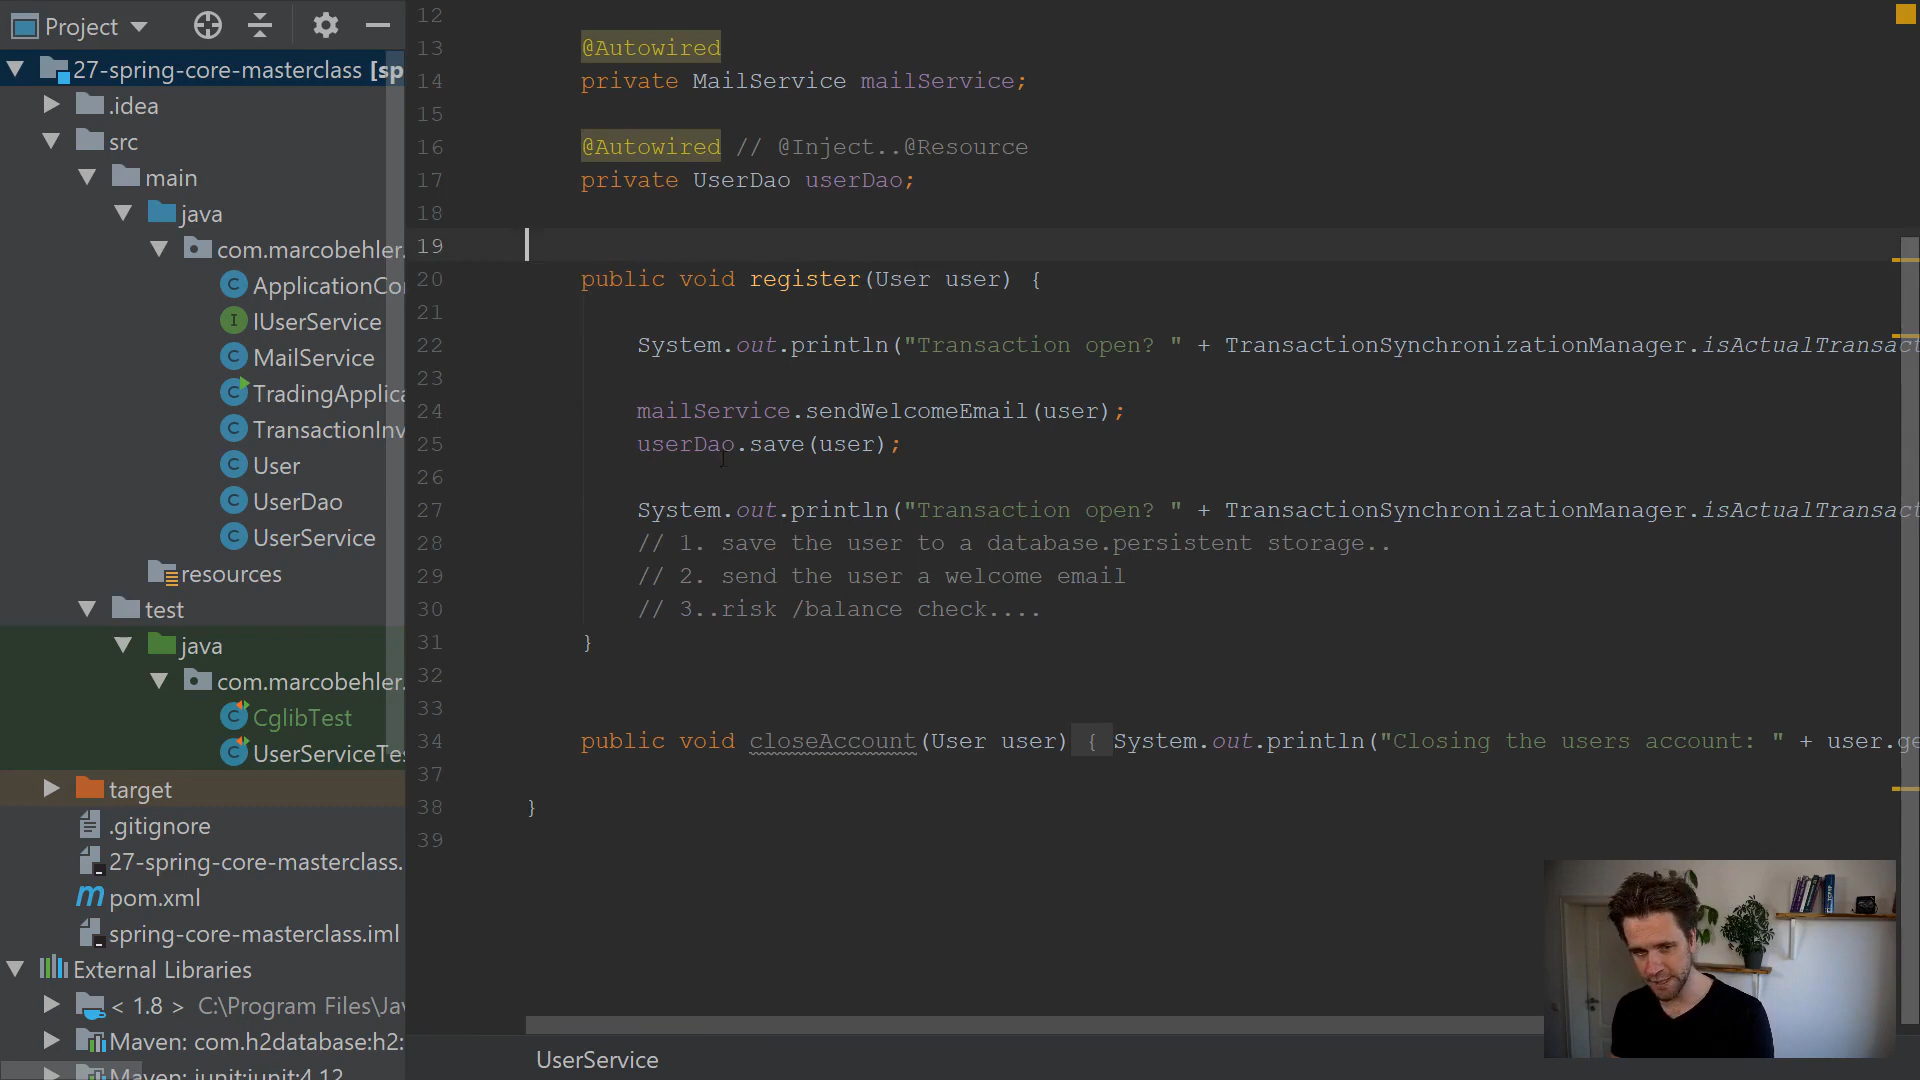 Project
27-spring-core-masterclass [sp
.idea
src
main
java
com.marcobehler.
ApplicationCo
IUserService
MailService
TradingApplica
TransactionInv
User
UserDao
UserService
resources
test
java
com.marcobehler.
CglibTest
UserServiceTes
target
.gitignore
27-spring-core-masterclass.
pom.xml
spring-core-masterclass.iml
External Libraries
< 1.8 > C:\Program Files\Jav
Maven: com.h2database:h2:
Maven: junit:junit:4.12
12
13 @Autowired
14 private MailService mailService;
15
16 @Autowired // @Inject..@Resource
17 private UserDao userDao;
18
19
20 public void register(User user) {
21
22 System.out.println("Transaction open? " + TransactionSynchronizationManager.isActualTransact
23
24 mailService.sendWelcomeEmail(user);
25 userDao.save(user);
26
27 System.out.println("Transaction open? " + TransactionSynchronizationManager.isActualTransact
28 // 1. save the user to a database.persistent storage..
29 // 2. send the user a welcome email
30 // 3..risk /balance check....
31 }
32
33
34 public void closeAccount(User user) { System.out.println("Closing the users account: " + user.ge
37
38 }
39
UserService